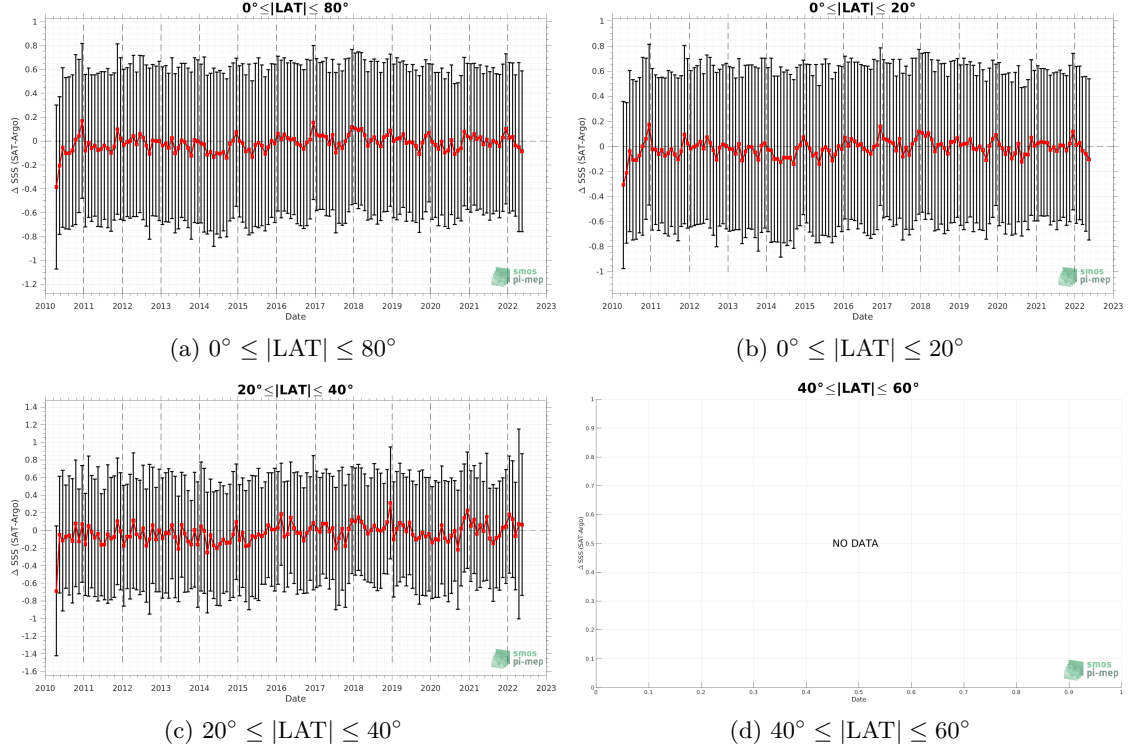 0°≤|LAT|≤ 80°
1
0.8
0.6
0.4
0.2
0
-0.2
-0.4
-0.6
-0.8
-1
-1.2
Δ SSS (SAT-Argo)
2010 2011 2012 2013 2014 2015 2016 2017 2018 2019 2020 2021 2022 2023
Date
smos
pi-mep
(a) 0° ≤ |LAT| ≤ 80°
0°≤|LAT|≤ 20°
1
0.8
0.6
0.4
0.2
0
-0.2
-0.4
-0.6
-0.8
-1
Δ SSS (SAT-Argo)
2010 2011 2012 2013 2014 2015 2016 2017 2018 2019 2020 2021 2022 2023
Date
smos
pi-mep
(b) 0° ≤ |LAT| ≤ 20°
20°≤|LAT|≤ 40°
1.4
1.2
1
0.8
0.6
0.4
0.2
0
-0.2
-0.4
-0.6
-0.8
-1
-1.2
-1.4
-1.6
Δ SSS (SAT-Argo)
2010 2011 2012 2013 2014 2015 2016 2017 2018 2019 2020 2021 2022 2023
Date
smos
pi-mep
(c) 20° ≤ |LAT| ≤ 40°
40°≤|LAT|≤ 60°
1
0.9
0.8
0.7
0.6
0.5
0.4
0.3
0.2
0.1
0
Δ SSS (SAT-Argo)
NO DATA
0 0.1 0.2 0.3 0.4 0.5 0.6 0.7 0.8 0.9 1
Date
smos
pi-mep
(d) 40° ≤ |LAT| ≤ 60°